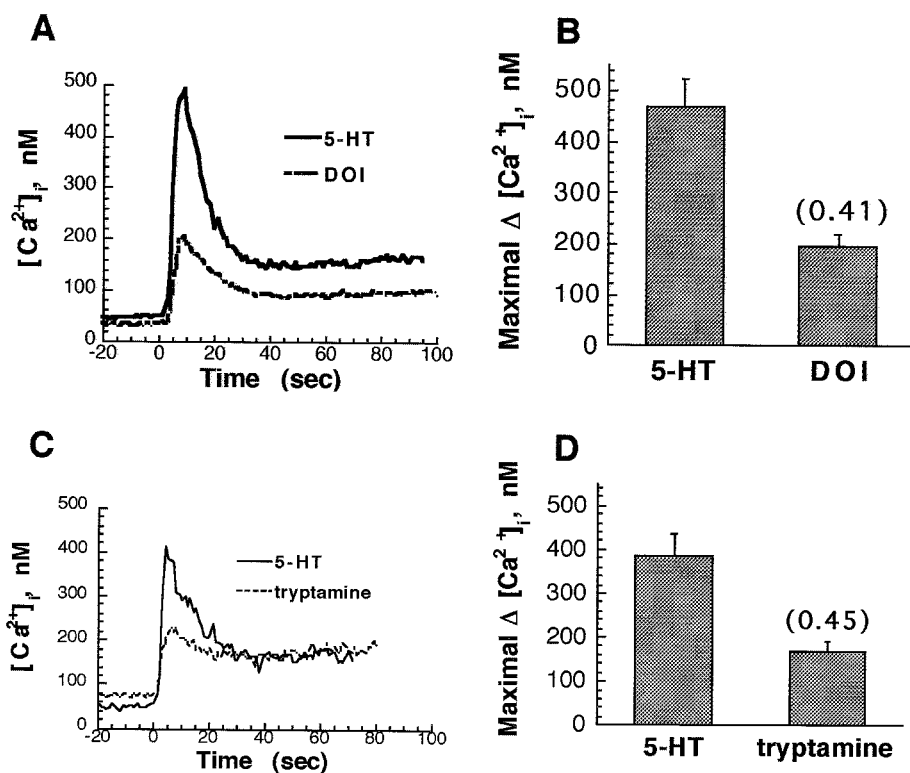 A
[Ca²⁺]ᵢ, nM
500
400
300
200
100
0
-20 0 20 40 60 80 100
Time (sec)
5-HT
DOI
B
Maximal Δ [Ca²⁺]ᵢ, nM
500
400
300
200
100
0
(0.41)
5-HT DOI
C
[Ca²⁺]ᵢ, nM
500
400
300
200
100
0
-20 0 20 40 60 80 100
Time (sec)
5-HT
tryptamine
D
Maximal Δ [Ca²⁺]ᵢ, nM
500
400
300
200
100
0
(0.45)
5-HT tryptamine